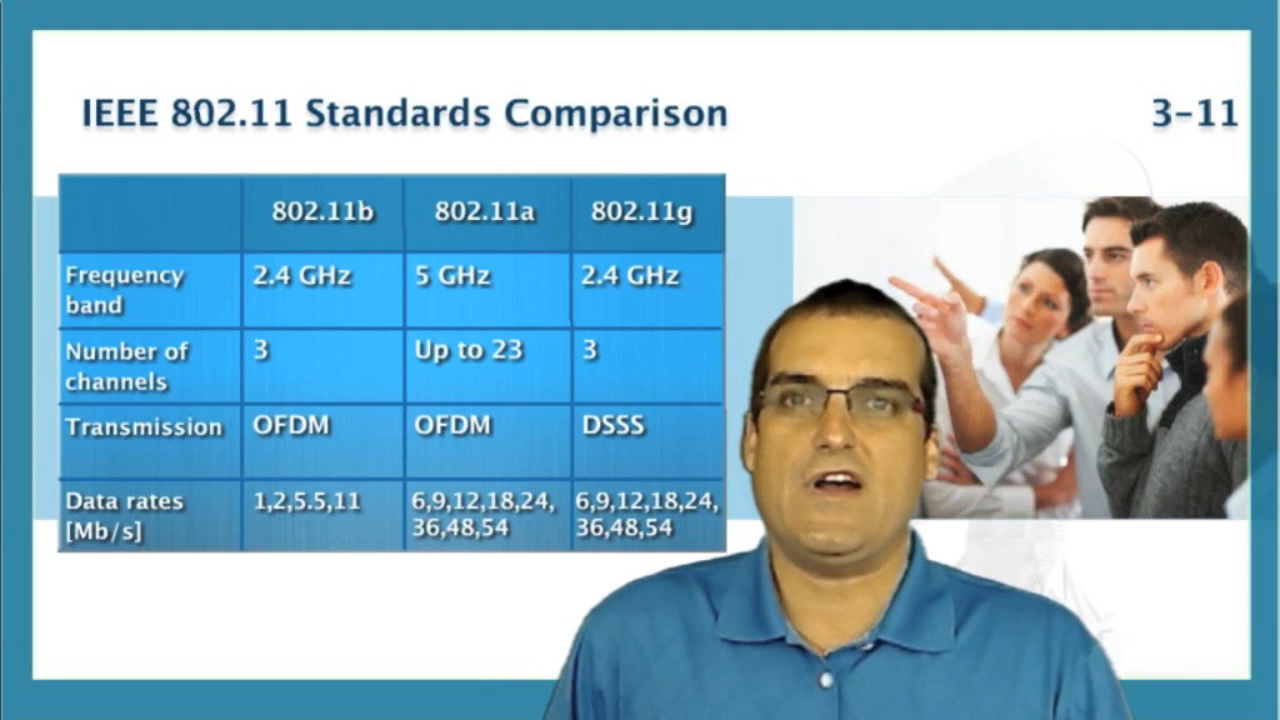 IEEE 802.11 Standards Comparison 3-11
802.11b 802.11a 802.11g
Frequency band 2.4 GHz 5 GHz 2.4 GHz
Number of channels 3 Up to 23 3
Transmission OFDM OFDM DSSS
Data rates [Mb/s] 1,2,5.5,11 6,9,12,18,24, 36,48,54 6,9,12,18,24, 36,48,54